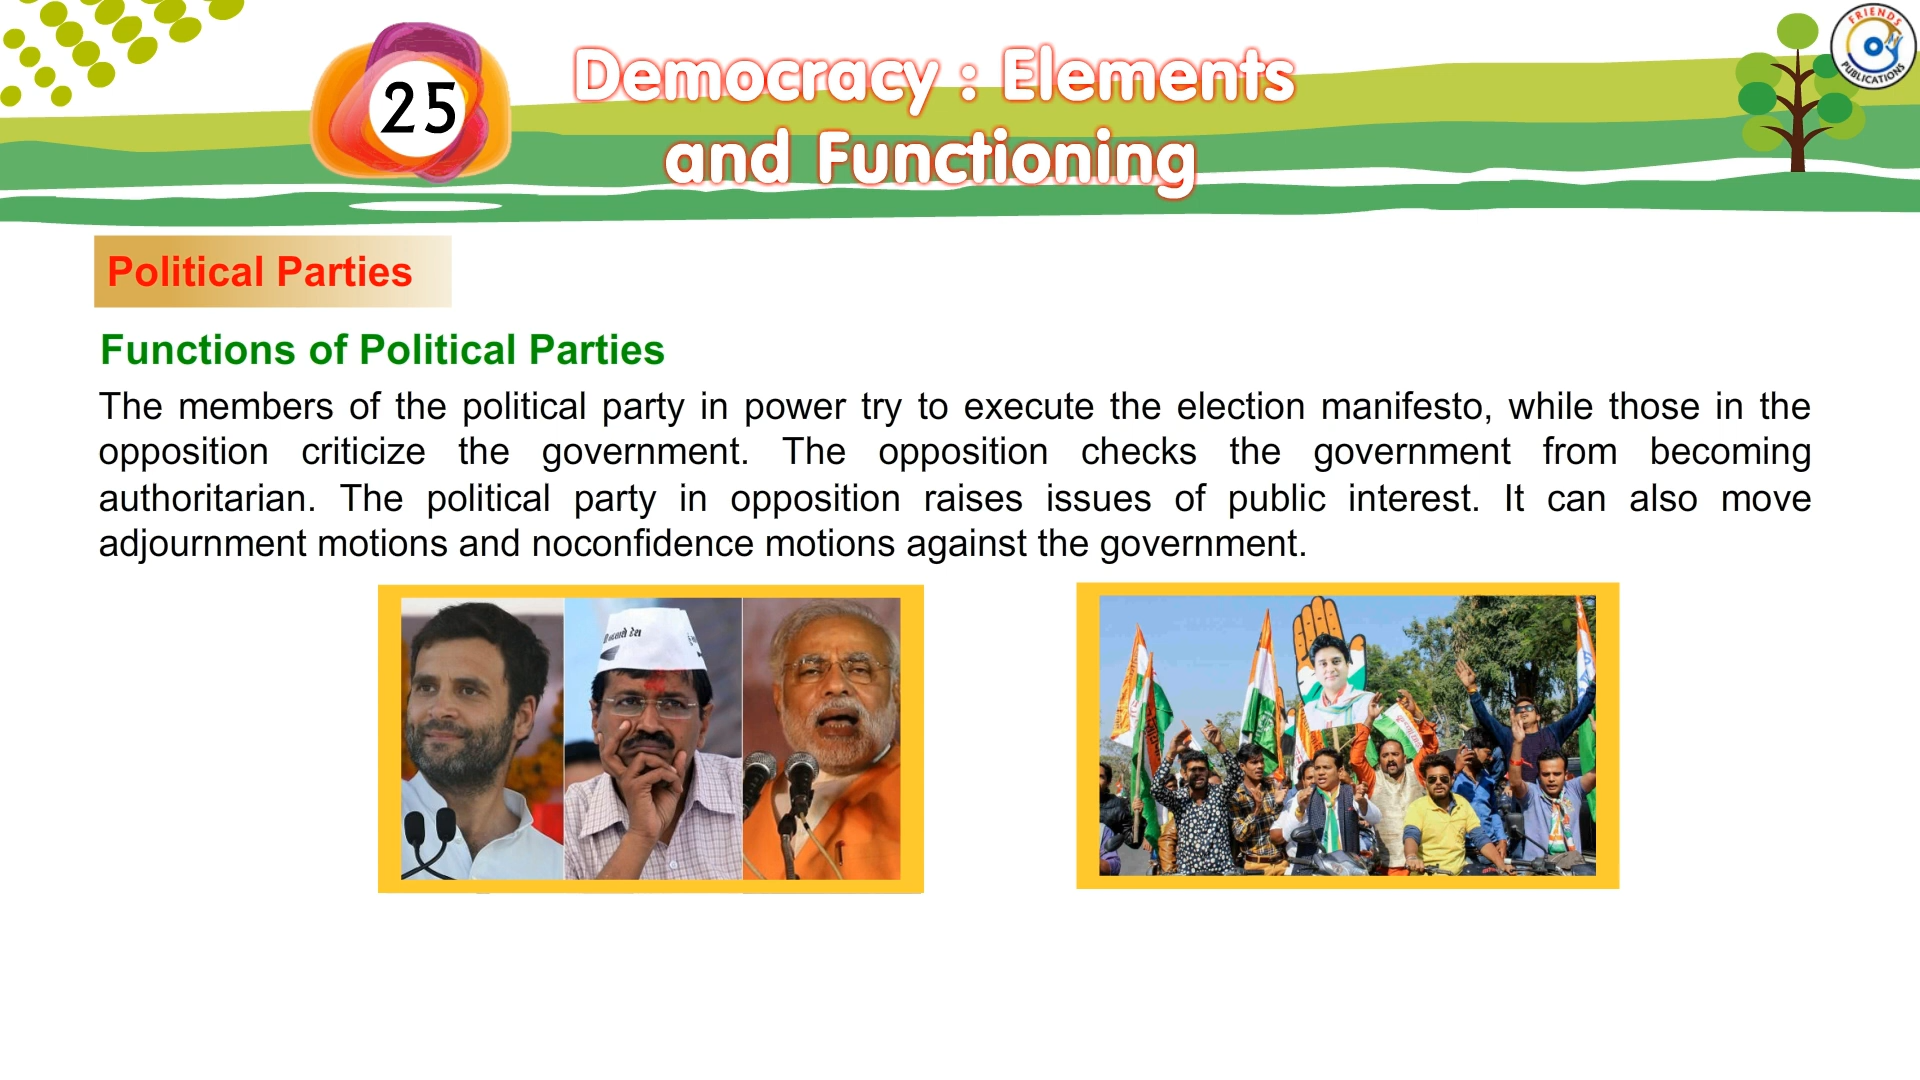 25
Democracy : Elements
and Functioning
FRIENDS
PUBLICATIONS
Political Parties
Functions of Political Parties
The members of the political party in power try to execute the election manifesto, while those in the
opposition criticize the government. The opposition checks the government from becoming
authoritarian. The political party in opposition raises issues of public interest. It can also move
adjournment motions and noconfidence motions against the government.